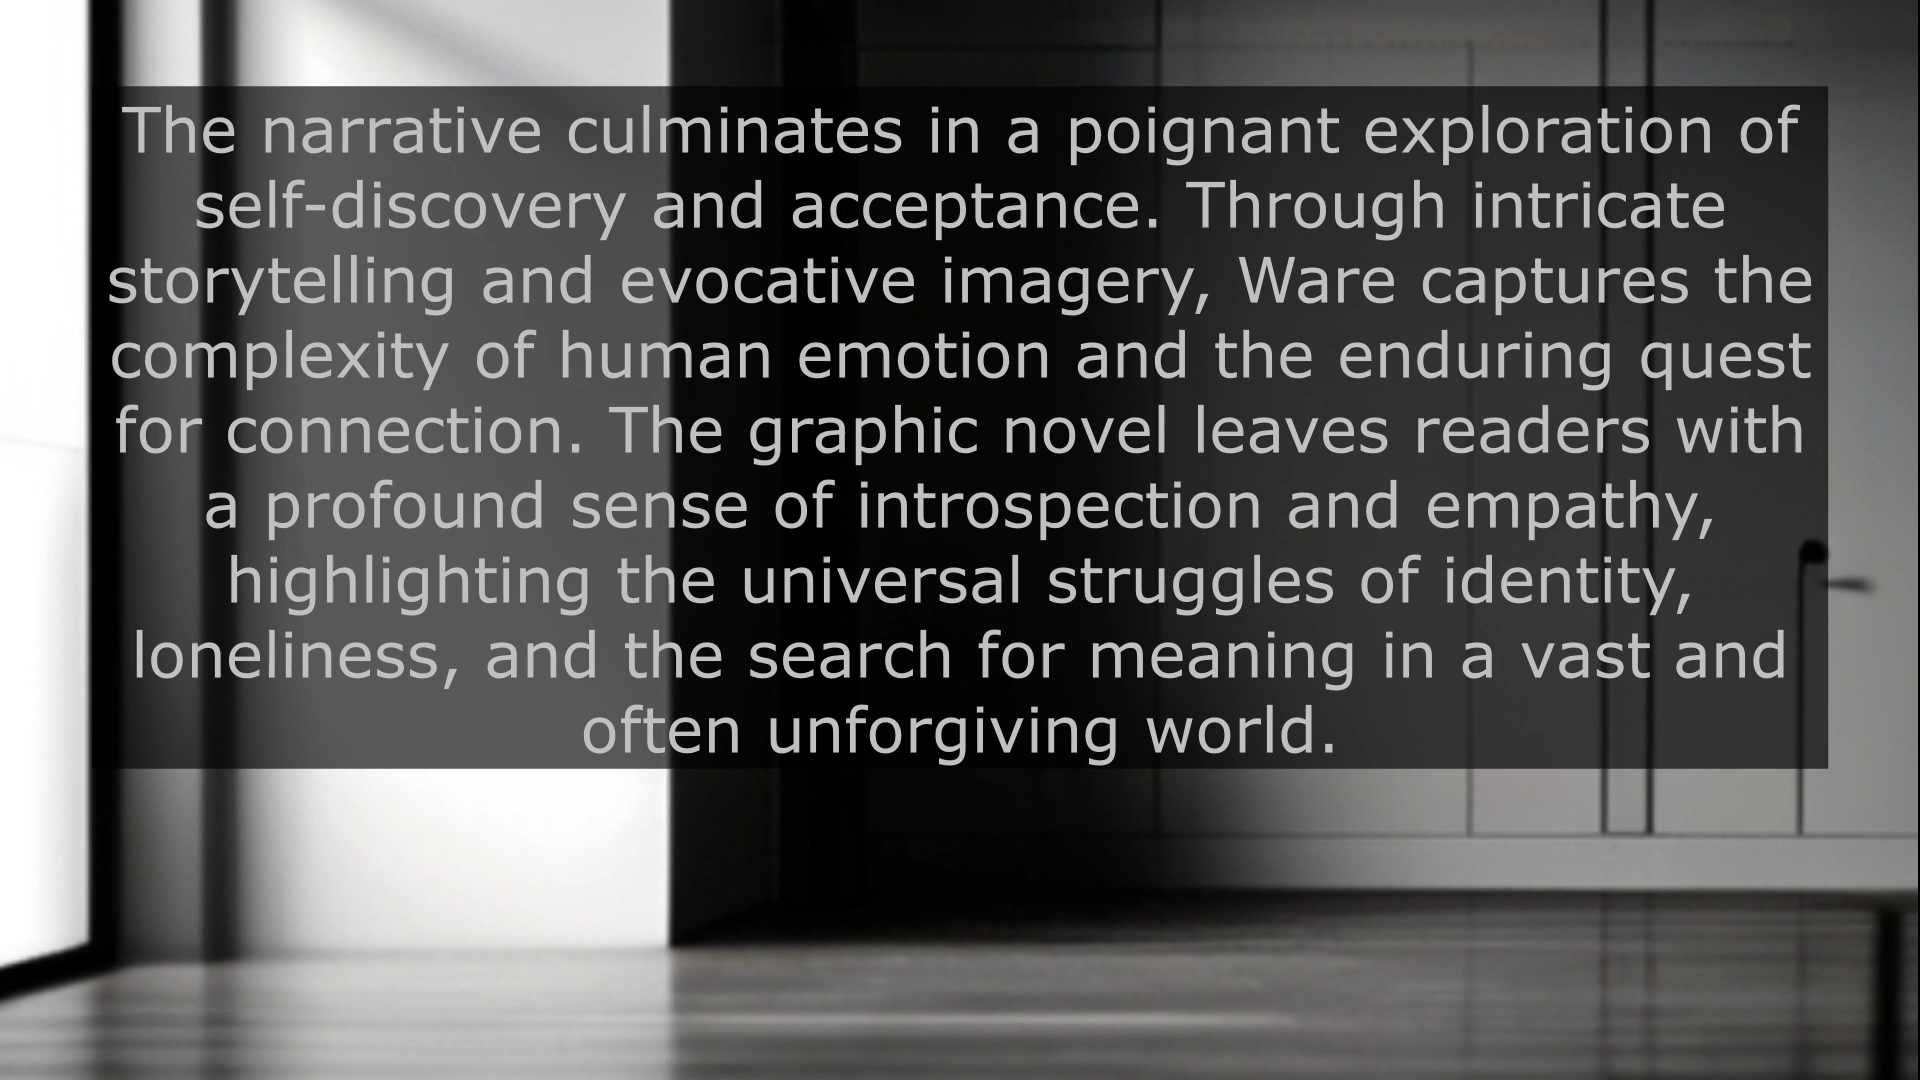 The narrative culminates in a poignant exploration of
self-discovery and acceptance. Through intricate
storytelling and evocative imagery, Ware captures the
complexity of human emotion and the enduring quest
for connection. The graphic novel leaves readers with
a profound sense of introspection and empathy,
highlighting the universal struggles of identity,
loneliness, and the search for meaning in a vast and
often unforgiving world.